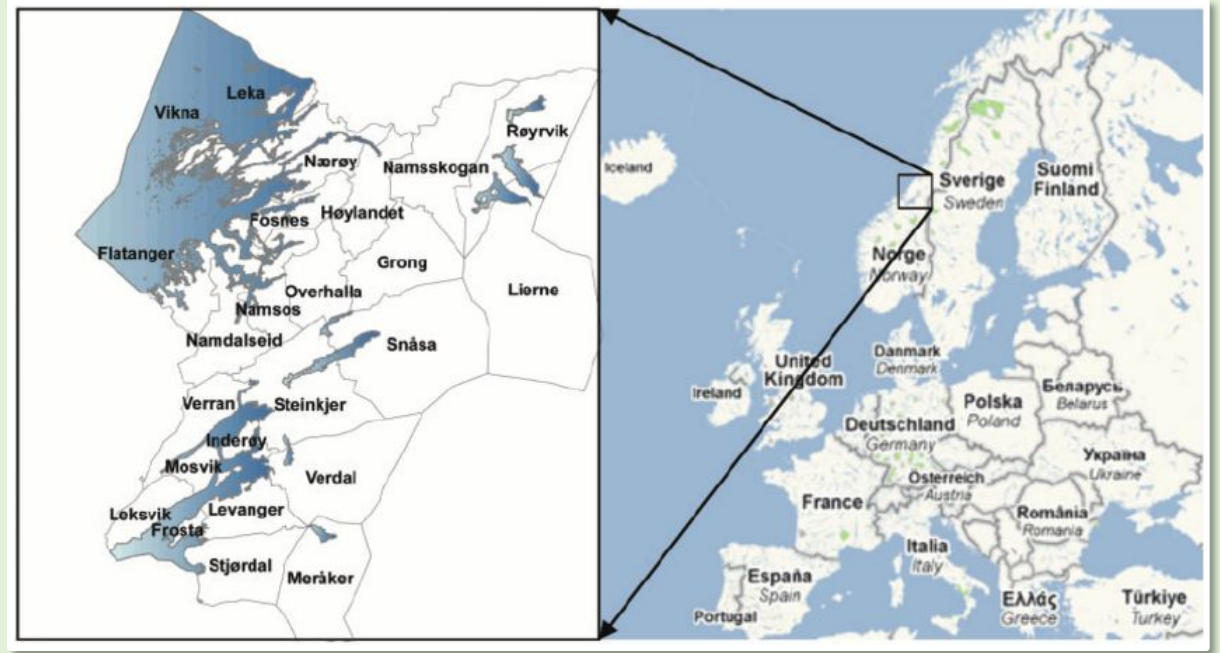 Leka
Vikna
Røyrvik
Nærøy
Namsskogan
Fosnes
Høylandet
Flatanger
Grong
Overhalla
Lierne
Namsos
Namdalseid
Snåsa
Verran
Steinkjer
Inderøy
Mosvik
Verdal
Leksvik
Levanger
Frosta
Stjørdal
Meråker
Iceland
Sverige
Sweden
Suomi
Finland
Norge
Norway
Danmark
Denmark
United
Kingdom
Ireland
Беларусь
Belarus
Polska
Poland
Deutschland
Germany
Україна
Ukraine
Österreich
Austria
France
România
Romania
Italia
Italy
España
Spain
Portugal
Ελλάς
Greece
Türkiye
Turkey